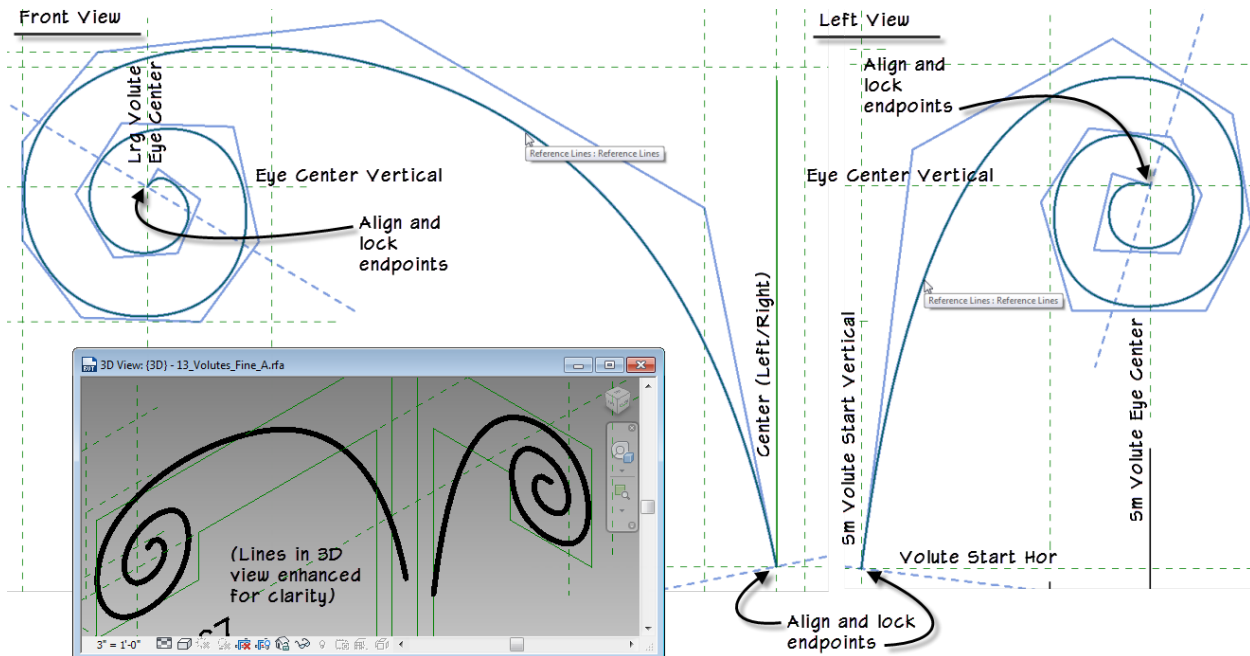 Front View
Lrg Volute
Eye Center
Eye Center Vertical
Align and
lock
endpoints
Reference Lines : Reference Lines
Center (Left/Right)
Left View
Align and
lock
endpoints
Eye Center Vertical
Reference Lines : Reference Lines
Sm Volute Start Vertical
Sm Volute Eye Center
Volute Start Hor
Align and lock
endpoints
3D View: {3D} - 13_Volutes_Fine_A.rfa
(Lines in 3D
view enhanced
for clarity)
3" = 1'-0"